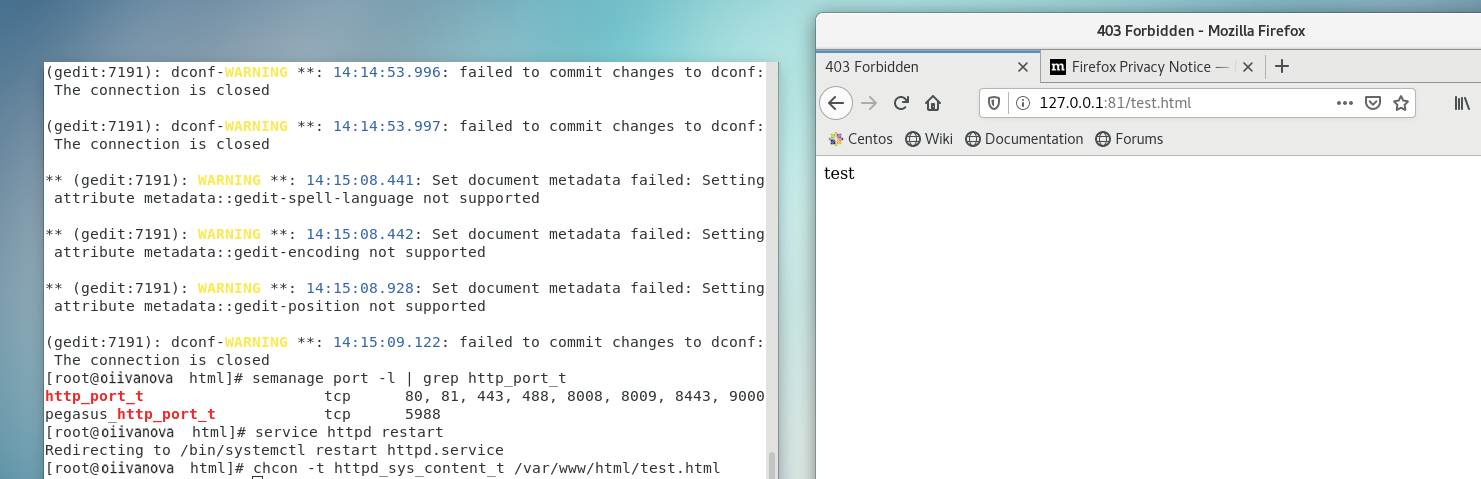 (gedit:7191): dconf-WARNING **: 14:14:53.996: failed to commit changes to dconf:
 The connection is closed
(gedit:7191): dconf-WARNING **: 14:14:53.997: failed to commit changes to dconf:
 The connection is closed
** (gedit:7191): WARNING **: 14:15:08.441: Set document metadata failed: Setting
 attribute metadata::gedit-spell-language not supported
** (gedit:7191): WARNING **: 14:15:08.442: Set document metadata failed: Setting
 attribute metadata::gedit-encoding not supported
** (gedit:7191): WARNING **: 14:15:08.928: Set document metadata failed: Setting
 attribute metadata::gedit-position not supported
(gedit:7191): dconf-WARNING **: 14:15:09.122: failed to commit changes to dconf:
 The connection is closed
[root@oiivanova html]# semanage port -l | grep http_port_t
http_port_t tcp 80, 81, 443, 488, 8008, 8009, 8443, 9000
pegasus_http_port_t tcp 5988
[root@oiivanova html]# service httpd restart
Redirecting to /bin/systemctl restart httpd.service
[root@oiivanova html]# chcon -t httpd_sys_content_t /var/www/html/test.html
403 Forbidden - Mozilla Firefox
403 Forbidden
Firefox Privacy Notice —
127.0.0.1:81/test.html
Centos Wiki Documentation Forums
test